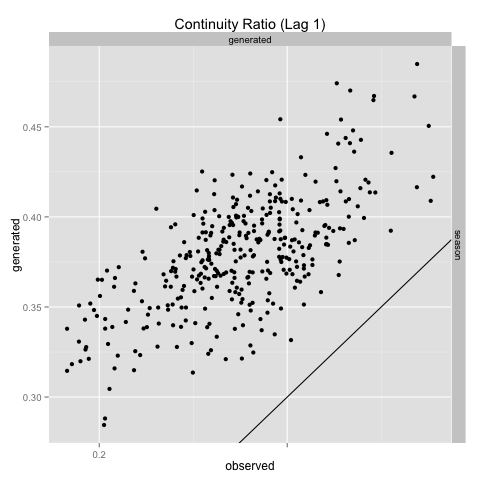 Continuity Ratio (Lag 1)
generated
0.45
0.40
0.35
0.30
generated
season
0.2
observed